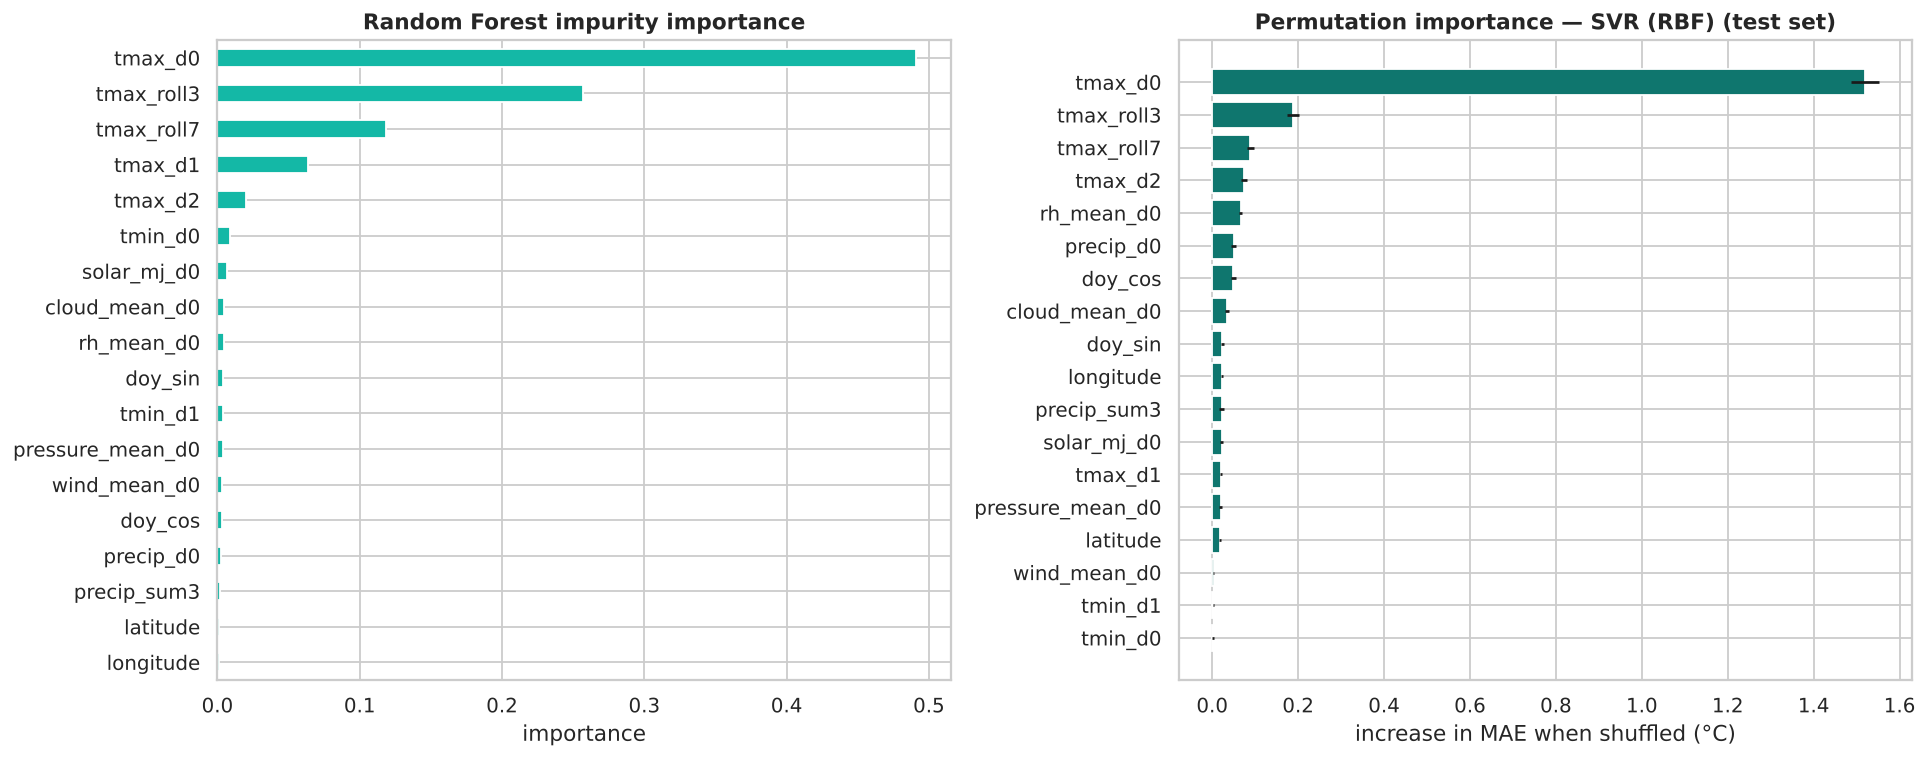 Random Forest impurity importance
tmax_d0
tmax_roll3
tmax_roll7
tmax_d1
tmax_d2
tmin_d0
solar_mj_d0
cloud_mean_d0
rh_mean_d0
doy_sin
tmin_d1
pressure_mean_d0
wind_mean_d0
doy_cos
precip_d0
precip_sum3
latitude
longitude
0.0 0.1 0.2 0.3 0.4 0.5
importance
Permutation importance — SVR (RBF) (test set)
tmax_d0
tmax_roll3
tmax_roll7
tmax_d2
rh_mean_d0
precip_d0
doy_cos
cloud_mean_d0
doy_sin
longitude
precip_sum3
solar_mj_d0
tmax_d1
pressure_mean_d0
latitude
wind_mean_d0
tmin_d1
tmin_d0
0.0 0.2 0.4 0.6 0.8 1.0 1.2 1.4 1.6
increase in MAE when shuffled (°C)